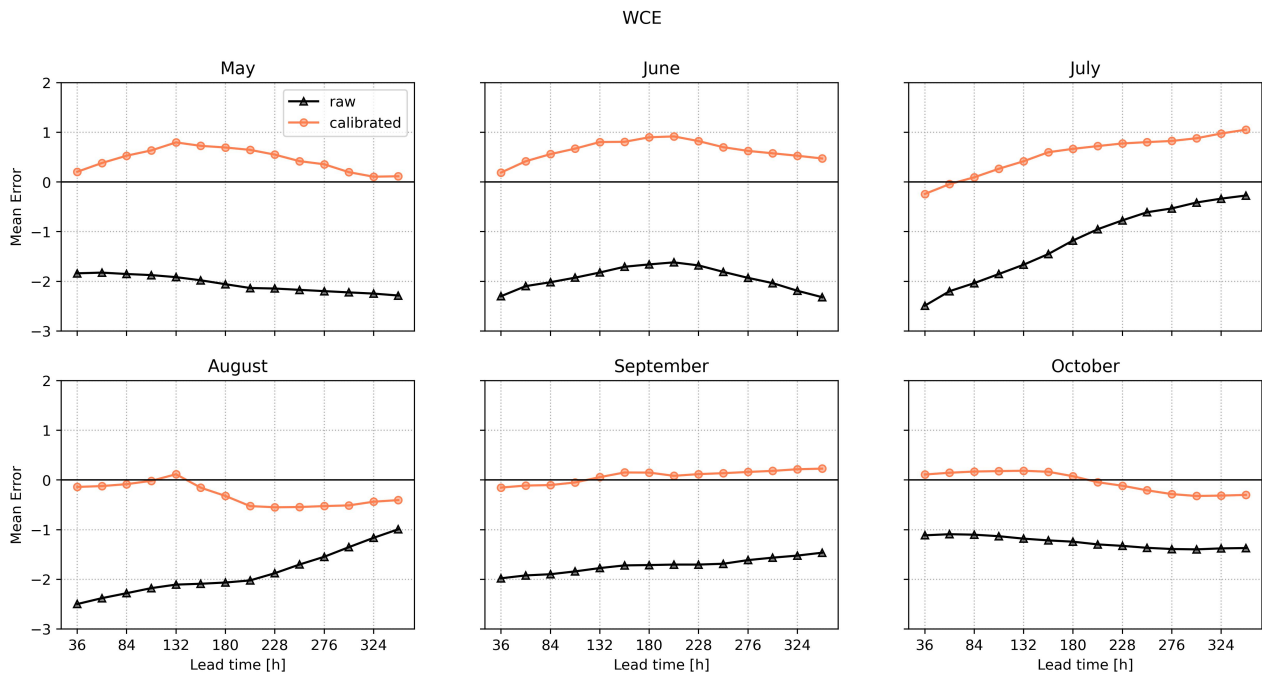 WCE
May
June
July
2
1
0
−1
−2
−3
Mean Error
raw
calibrated
August
September
October
2
1
0
−1
−2
−3
Mean Error
36 84 132 180 228 276 324
36 84 132 180 228 276 324
36 84 132 180 228 276 324
Lead time [h]
Lead time [h]
Lead time [h]